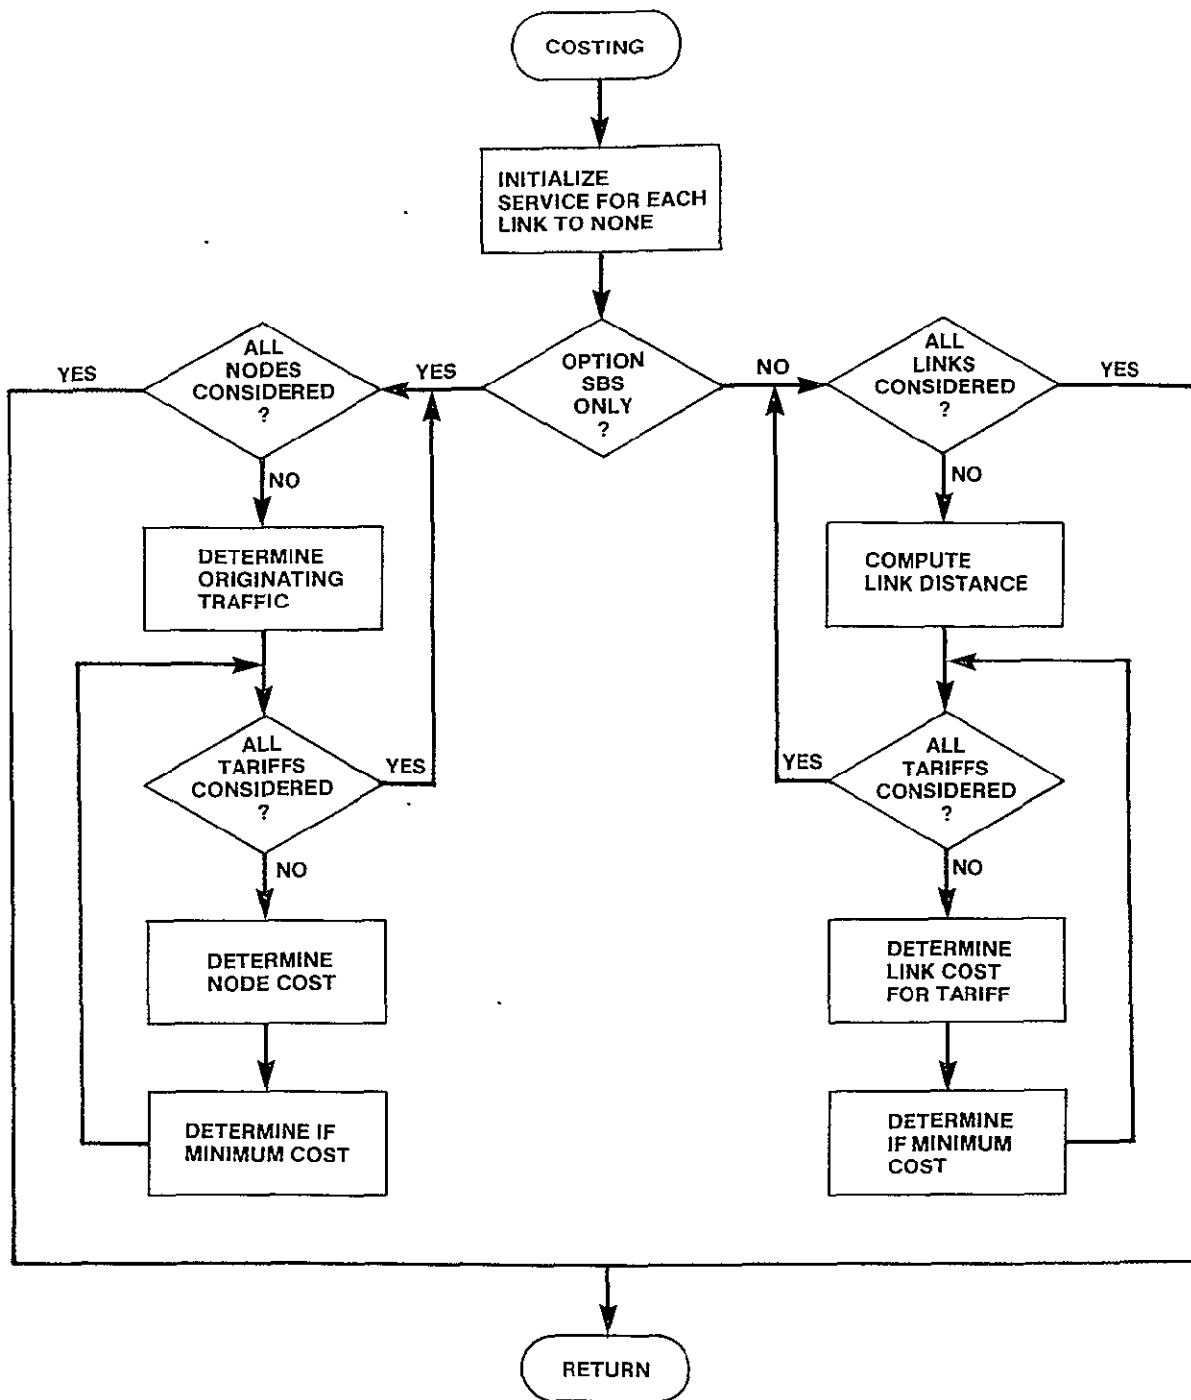 COSTING
INITIALIZE
SERVICE FOR EACH
LINK TO NONE
OPTION
SBS
ONLY
?
YES
NO
ALL
NODES
CONSIDERED
?
YES
NO
DETERMINE
ORIGINATING
TRAFFIC
ALL
TARIFFS
CONSIDERED
?
YES
NO
DETERMINE
NODE COST
DETERMINE IF
MINIMUM COST
ALL
LINKS
CONSIDERED
?
YES
NO
COMPUTE
LINK DISTANCE
ALL
TARIFFS
CONSIDERED
?
YES
NO
DETERMINE
LINK COST
FOR TARIFF
DETERMINE
IF MINIMUM
COST
RETURN